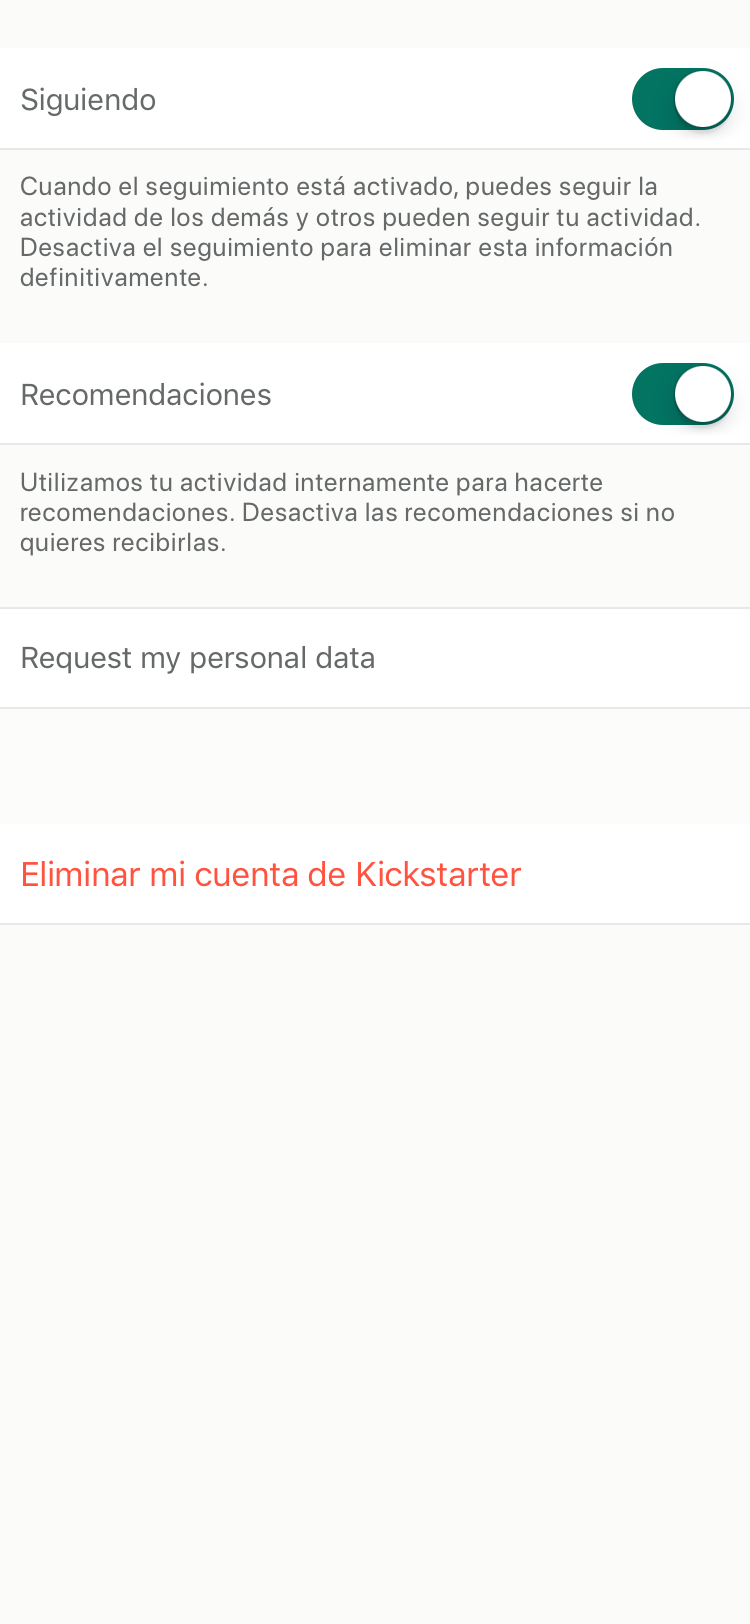 Siguiendo
Cuando el seguimiento está activado, puedes seguir la
actividad de los demás y otros pueden seguir tu actividad.
Desactiva el seguimiento para eliminar esta información
definitivamente.
Recomendaciones
Utilizamos tu actividad internamente para hacerte
recomendaciones. Desactiva las recomendaciones si no
quieres recibirlas.
Request my personal data
Eliminar mi cuenta de Kickstarter